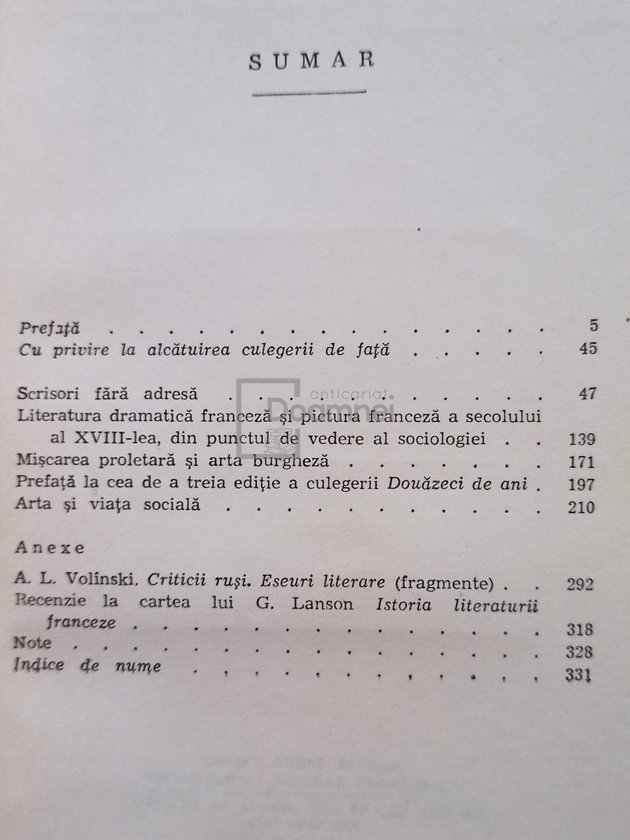 SUMAR
Prefață . . . . . . . . . . . . . . . 5
Cu privire la alcătuirea culegerii de față . . . . . 45
Scrisori fără adresă . . . . . . . . . . . 47
Literatura dramatică franceză și pictura franceză a secolului
al XVIII-lea, din punctul de vedere al sociologiei . . 139
Mișcarea proletară și arta burgheză . . . . . . . 171
Prefață la cea de a treia ediție a culegerii Douăzeci de ani . 197
Arta și viața socială . . . . . . . . . . . 210
Anexe
A. L. Volînski, Criticii ruși. Eseuri literare (fragmente) . . 292
Recenzie la cartea lui G. Lanson Istoria literaturii
franceze . . . . . . . . . . . . . . 318
Note . . . . . . . . . . . . . . . . 328
Indice de nume . . . . . . . . . . . . 331
anticariat
Doamnei